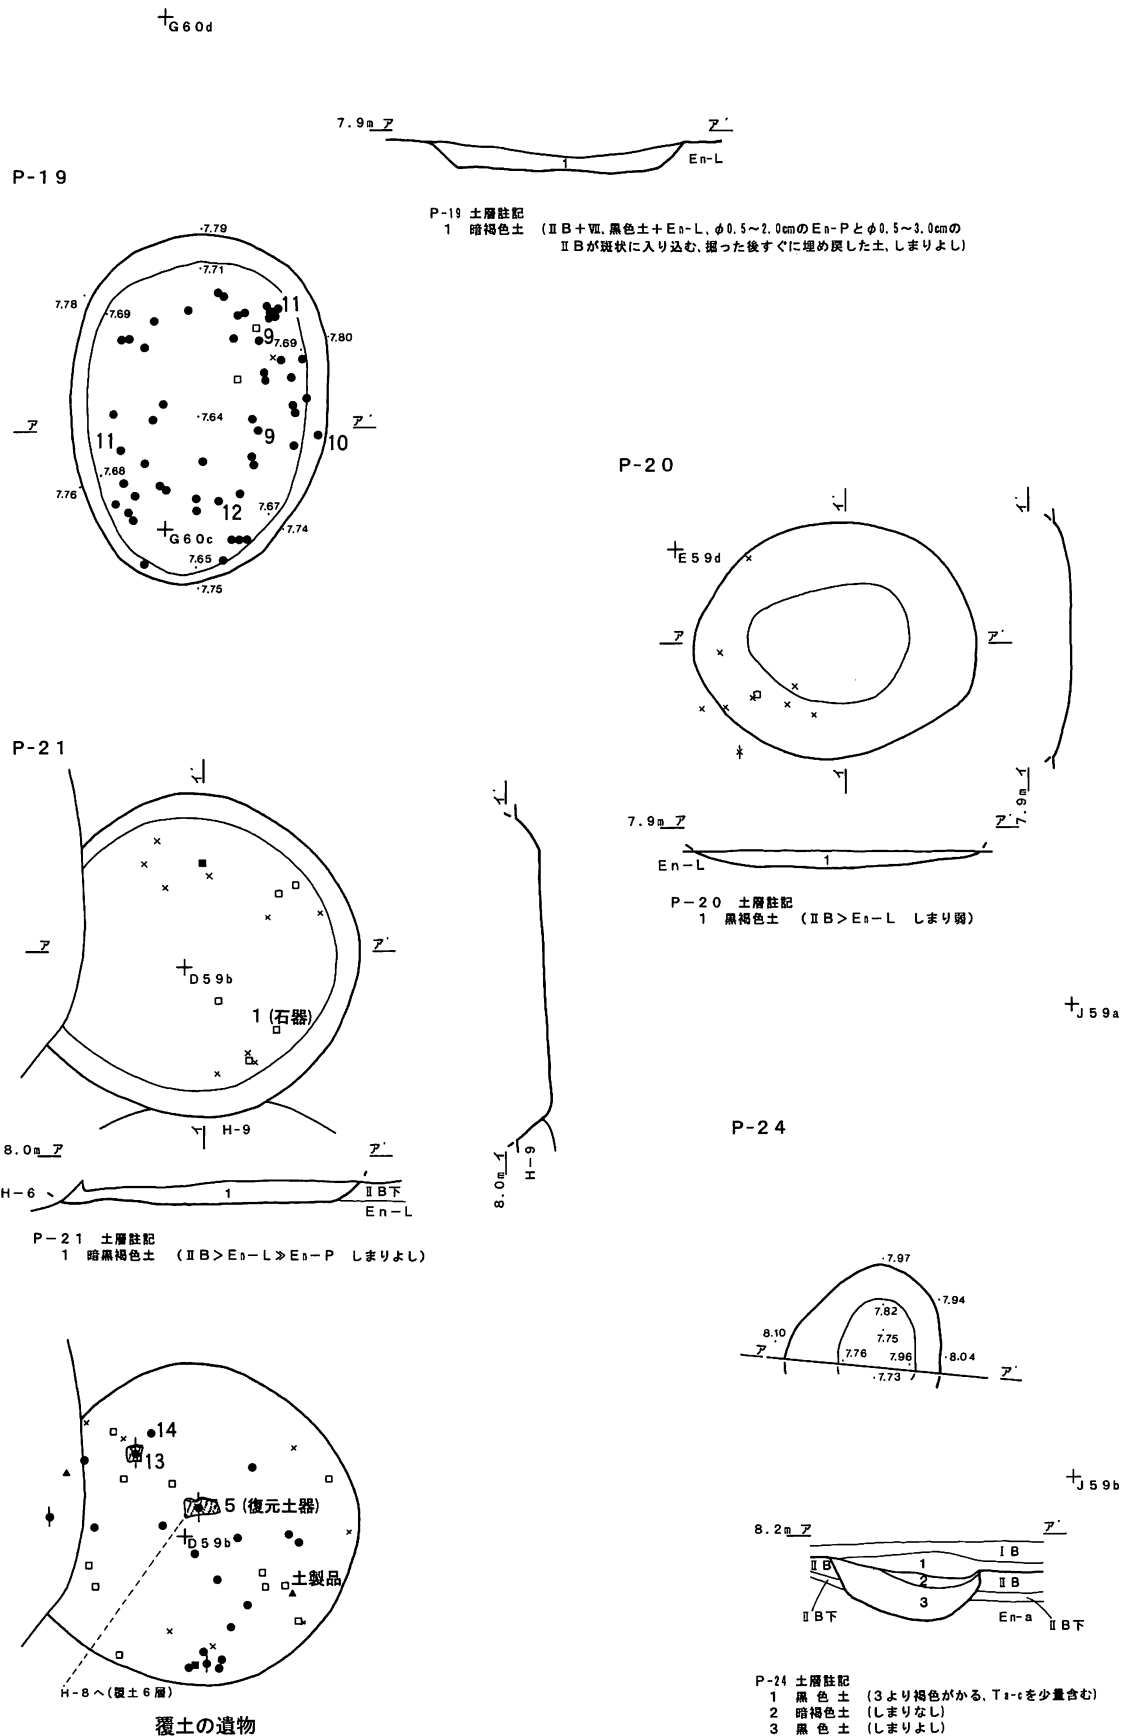 G60d
7.9m ア
ア'
1
En-L
P-19
P-19 土層註記
1 暗褐色土 (ⅡB+Ⅶ、黒色土+En-L、φ0.5~2.0cmのEn-Pとφ0.5~3.0cmの
ⅡBが斑状に入り込む、掘った後すぐに埋め戻した土、しまりよし)
・7.79
・7.71
7.78
・7.69
11
9
7.69
・7.80
・7.64
ア
ア'
11
9
10
・7.68
7.76
12
7.67
・7.74
G60c
7.65
・7.75
P-20
イ'
イ'
E59d
ア
ア'
イ
7.9m イ
7.9m ア
ア'
En-L
1
P-20 土層註記
1 黒褐色土 (ⅡB>En-L しまり弱)
P-21
イ'
イ'
ア
ア'
D59b
1 (石器)
イ
H-9
8.0m イ
H-9
8.0m ア
ア'
H-6
1
ⅡB下
En-L
P-21 土層註記
1 暗黒褐色土 (ⅡB>En-L≫En-P しまりよし)
J59a
P-24
・7.97
・7.94
7.82
8.10
7.75
ア
7.76
7.96
・8.04
・7.73
ア'
14
13
5 (復元土器)
D59b
土製品
H-8へ(覆土6層)
覆土の遺物
J59b
8.2m ア
ア'
ⅠB
1
ⅡB
2
ⅡB
3
ⅡB下
En-a
ⅡB下
P-24 土層註記
1 黒色土 (3より褐色がかる、Ta-cを少量含む)
2 暗褐色土 (しまりなし)
3 黒色土 (しまりよし)